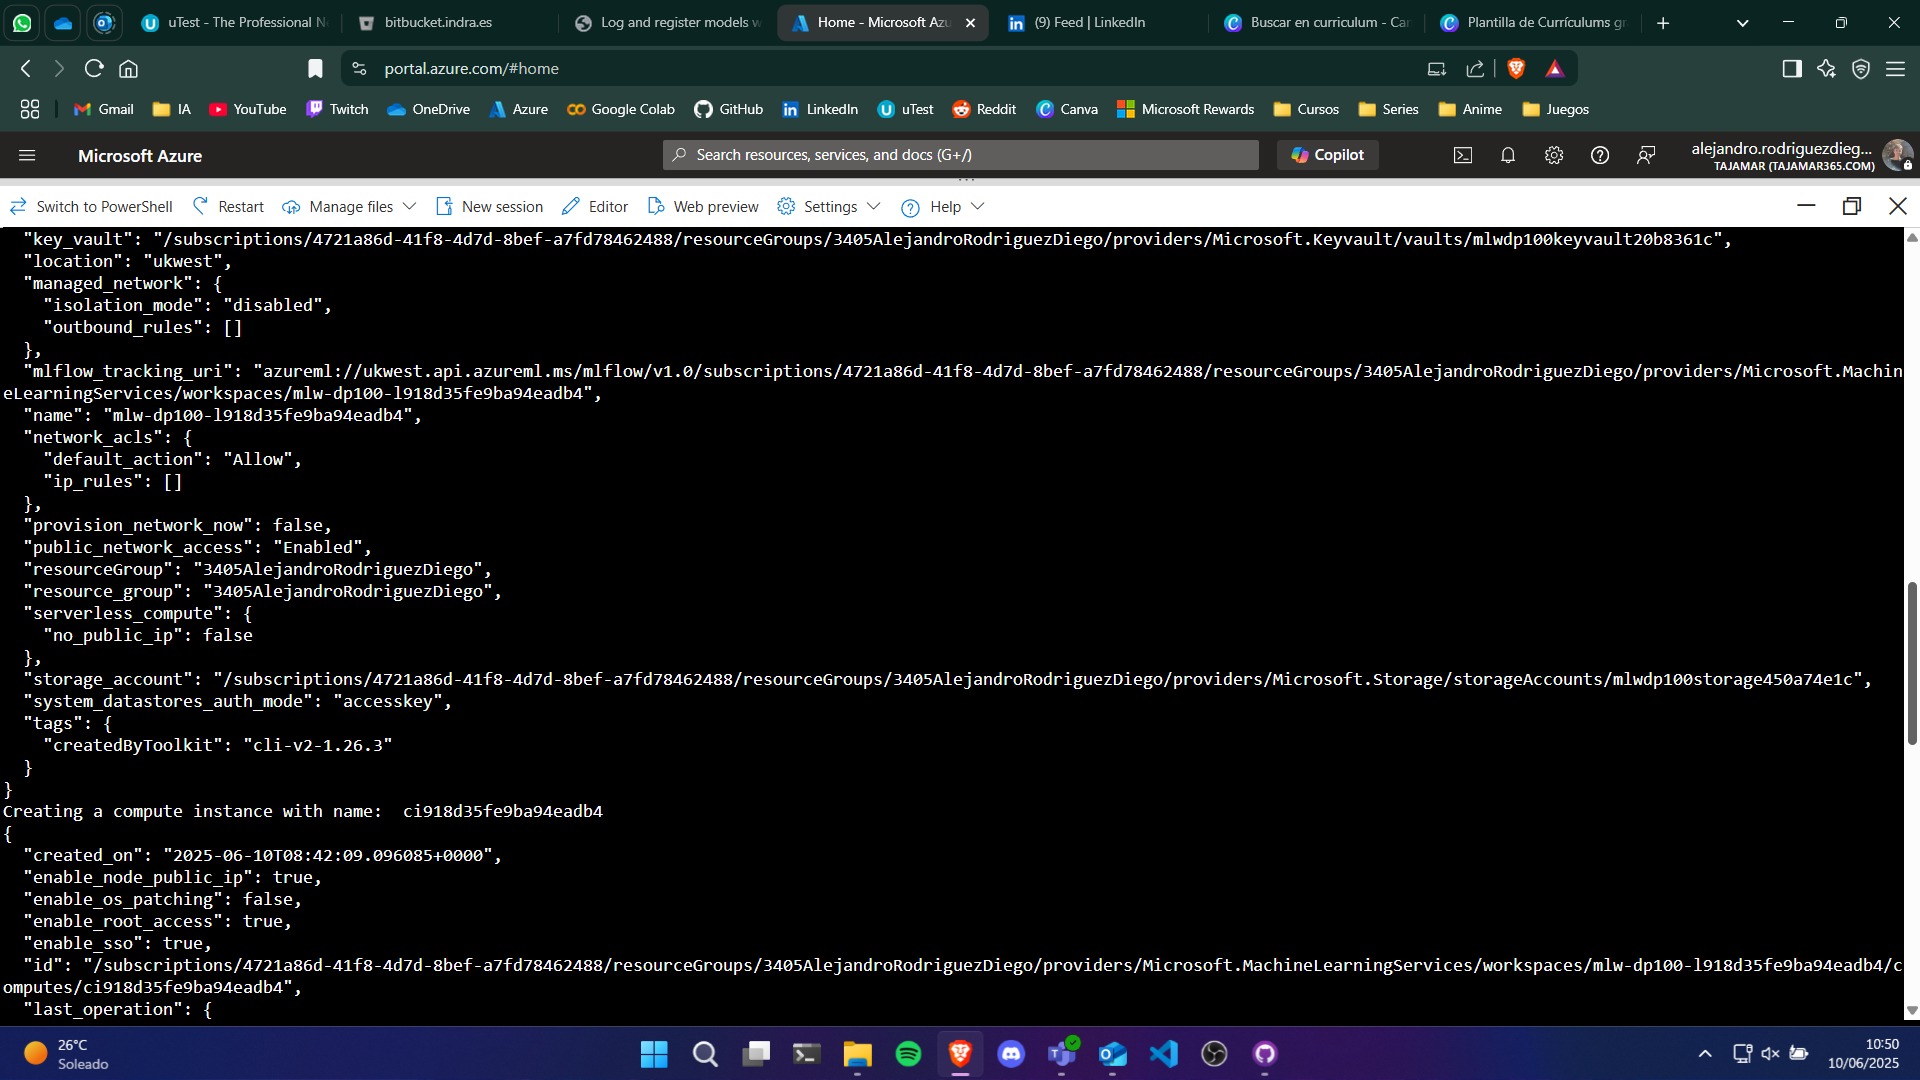 uTest - The Professional N
bitbucket.indra.es
Log and register models w
Home - Microsoft Azu
(9) Feed | LinkedIn
Buscar en curriculum - Can
Plantilla de Currículums gr
portal.azure.com/#home
Gmail
IA
YouTube
Twitch
OneDrive
Azure
Google Colab
GitHub
LinkedIn
uTest
Reddit
Canva
Microsoft Rewards
Cursos
Series
Anime
Juegos
Microsoft Azure
Search resources, services, and docs (G+/)
Copilot
alejandro.rodriguezdieg...
TAJAMAR (TAJAMAR365.COM)
Switch to PowerShell
Restart
Manage files
New session
Editor
Web preview
Settings
Help
"key_vault": "/subscriptions/4721a86d-41f8-4d7d-8bef-a7fd78462488/resourceGroups/3405AlejandroRodriguezDiego/providers/Microsoft.Keyvault/vaults/mlwdp100keyvault20b8361c",
"location": "ukwest",
"managed_network": {
"isolation_mode": "disabled",
"outbound_rules": []
},
"mlflow_tracking_uri": "azureml://ukwest.api.azureml.ms/mlflow/v1.0/subscriptions/4721a86d-41f8-4d7d-8bef-a7fd78462488/resourceGroups/3405AlejandroRodriguezDiego/providers/Microsoft.Machin
eLearningServices/workspaces/mlw-dp100-l918d35fe9ba94eadb4",
"name": "mlw-dp100-l918d35fe9ba94eadb4",
"network_acls": {
"default_action": "Allow",
"ip_rules": []
},
"provision_network_now": false,
"public_network_access": "Enabled",
"resourceGroup": "3405AlejandroRodriguezDiego",
"resource_group": "3405AlejandroRodriguezDiego",
"serverless_compute": {
"no_public_ip": false
},
"storage_account": "/subscriptions/4721a86d-41f8-4d7d-8bef-a7fd78462488/resourceGroups/3405AlejandroRodriguezDiego/providers/Microsoft.Storage/storageAccounts/mlwdp100storage450a74e1c",
"system_datastores_auth_mode": "accesskey",
"tags": {
"createdByToolkit": "cli-v2-1.26.3"
}
}
Creating a compute instance with name:  ci918d35fe9ba94eadb4
{
"created_on": "2025-06-10T08:42:09.096085+0000",
"enable_node_public_ip": true,
"enable_os_patching": false,
"enable_root_access": true,
"enable_sso": true,
"id": "/subscriptions/4721a86d-41f8-4d7d-8bef-a7fd78462488/resourceGroups/3405AlejandroRodriguezDiego/providers/Microsoft.MachineLearningServices/workspaces/mlw-dp100-l918d35fe9ba94eadb4/c
omputes/ci918d35fe9ba94eadb4",
"last_operation": {
26°C
Soleado
10:50
10/06/2025